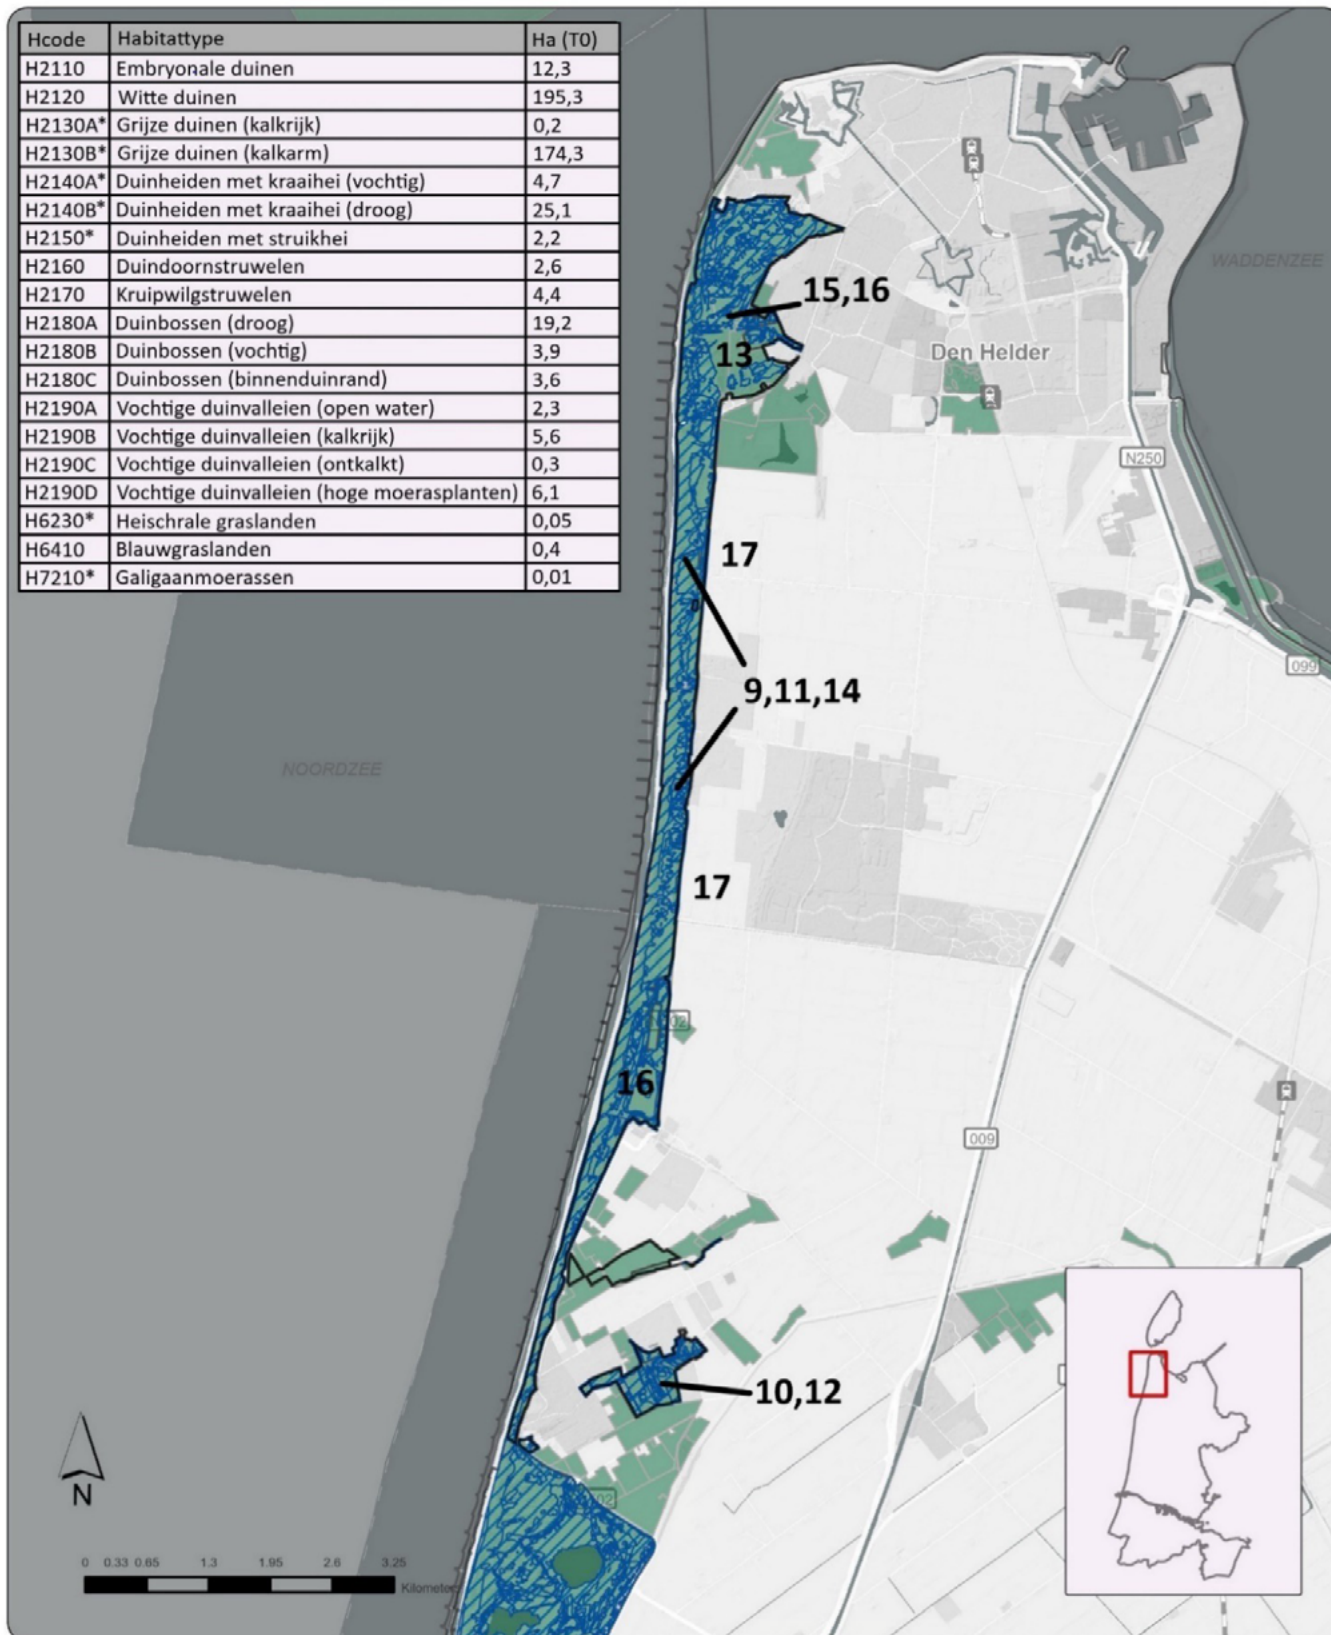 Hcode Habitattype Ha (T0)
H2110 Embryonale duinen 12,3
H2120 Witte duinen 195,3
H2130A* Grijze duinen (kalkrijk) 0,2
H2130B* Grijze duinen (kalkarm) 174,3
H2140A* Duinheiden met kraaihei (vochtig) 4,7
H2140B* Duinheiden met kraaihei (droog) 25,1
H2150* Duinheiden met struikhei 2,2
H2160 Duindoornstruwelen 2,6
H2170 Kruipwilgstruwelen 4,4
H2180A Duinbossen (droog) 19,2
H2180B Duinbossen (vochtig) 3,9
H2180C Duinbossen (binnenduinrand) 3,6
H2190A Vochtige duinvalleien (open water) 2,3
H2190B Vochtige duinvalleien (kalkrijk) 5,6
H2190C Vochtige duinvalleien (ontkalkt) 0,3
H2190D Vochtige duinvalleien (hoge moerasplanten) 6,1
H6230* Heischrale graslanden 0,05
H6410 Blauwgraslanden 0,4
H7210* Galigaanmoerassen 0,01
WADDENZEE
15,16
13
Den Helder
N250
17
099
9,11,14
NOORDZEE
17
16
009
10,12
N
0 0.33 0.65 1.3 1.95 2.6 3.25